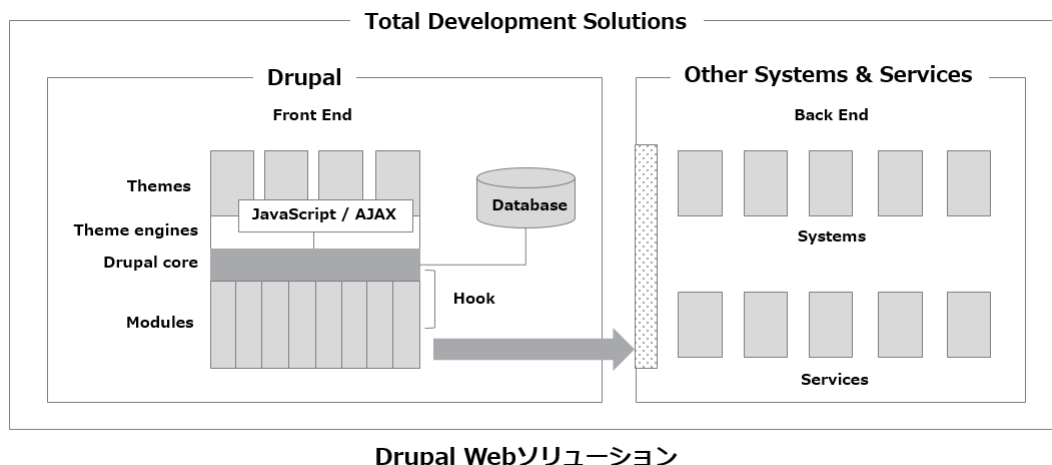 Total Development Solutions
Drupal
Other Systems & Services
Front End
Back End
Themes
JavaScript / AJAX
Database
Theme engines
Systems
Drupal core
Hook
Modules
Services
Drupal Webソリューション